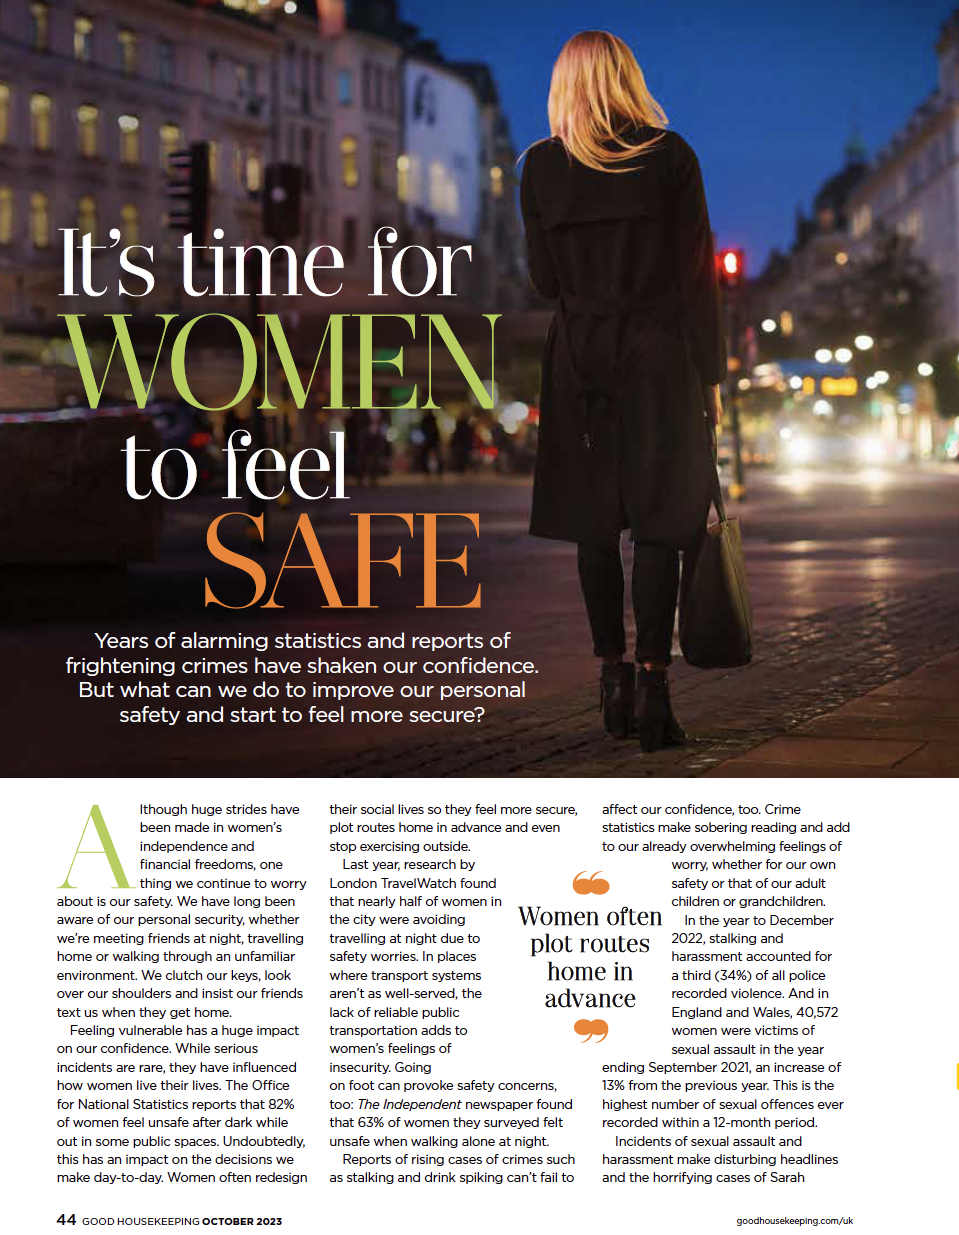 It's time for
WOMEN
to feel
SAFE
Years of alarming statistics and reports of
frightening crimes have shaken our confidence.
But what can we do to improve our personal
safety and start to feel more secure?
Although huge strides have
been made in women's
independence and
financial freedoms, one
thing we continue to worry
about is our safety. We have long been
aware of our personal security, whether
we're meeting friends at night, travelling
home or walking through an unfamiliar
environment. We clutch our keys, look
over our shoulders and insist our friends
text us when they get home.
Feeling vulnerable has a huge impact
on our confidence. While serious
incidents are rare, they have influenced
how women live their lives. The Office
for National Statistics reports that 82%
of women feel unsafe after dark while
out in some public spaces. Undoubtedly,
this has an impact on the decisions we
make day-to-day. Women often redesign
their social lives so they feel more secure,
plot routes home in advance and even
stop exercising outside.
Last year, research by
London TravelWatch found
that nearly half of women in
the city were avoiding
travelling at night due to
safety worries. In places
where transport systems
aren't as well-served, the
lack of reliable public
transportation adds to
women's feelings of
insecurity. Going
on foot can provoke safety concerns,
too: The Independent newspaper found
that 63% of women they surveyed felt
unsafe when walking alone at night.
Reports of rising cases of crimes such
as stalking and drink spiking can't fail to
“
Women often
plot routes
home in
advance
”
affect our confidence, too. Crime
statistics make sobering reading and add
to our already overwhelming feelings of
worry, whether for our own
safety or that of our adult
children or grandchildren.
In the year to December
2022, stalking and
harassment accounted for
a third (34%) of all police
recorded violence. And in
England and Wales, 40,572
women were victims of
sexual assault in the year
ending September 2021, an increase of
13% from the previous year. This is the
highest number of sexual offences ever
recorded within a 12-month period.
Incidents of sexual assault and
harassment make disturbing headlines
and the horrifying cases of Sarah
44 GOOD HOUSEKEEPING OCTOBER 2023
goodhousekeeping.com/uk